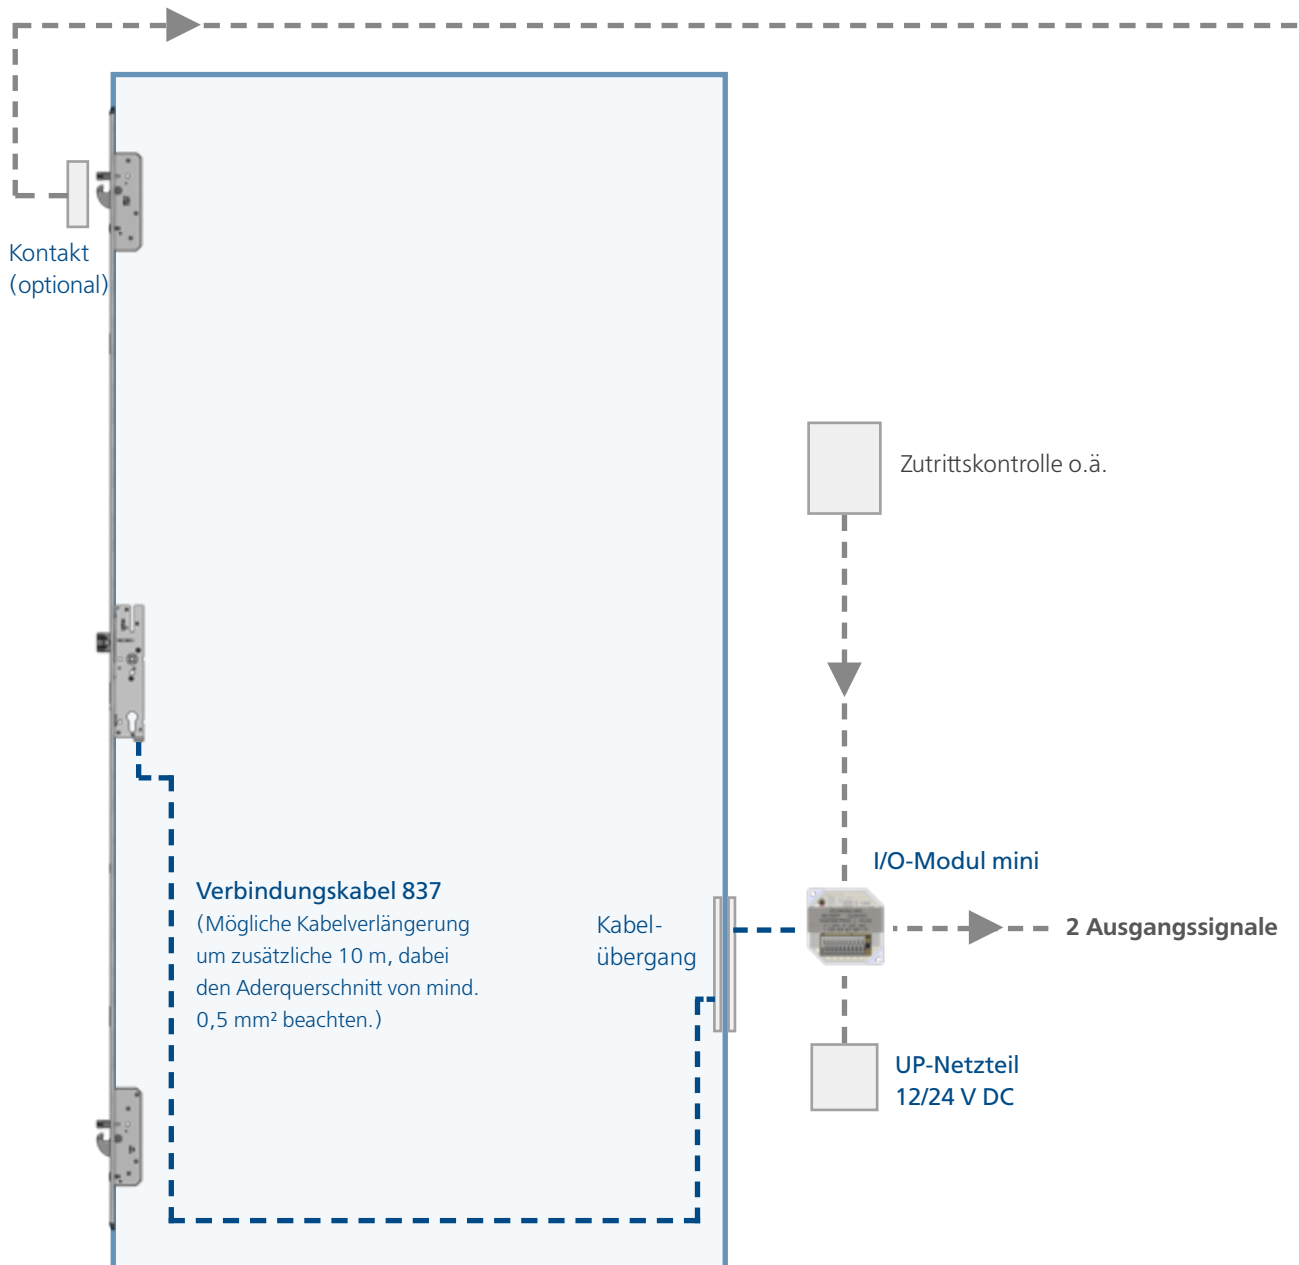 Kontakt
(optional)
Zutrittskontrolle o.ä.
I/O-Modul mini
Verbindungskabel 837
(Mögliche Kabelverlängerung
um zusätzliche 10 m, dabei
den Aderquerschnitt von mind.
0,5 mm² beachten.)
Kabel-
übergang
2 Ausgangssignale
UP-Netzteil
12/24 V DC